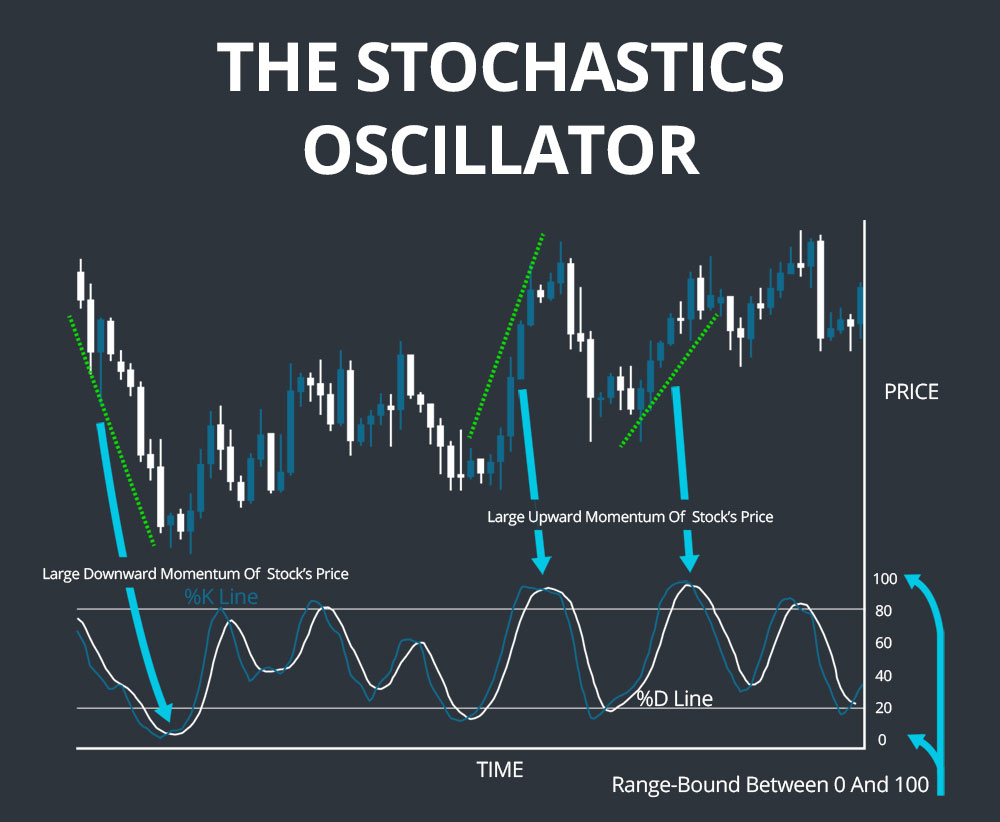 THE STOCHASTICS
OSCILLATOR
PRICE
Large Upward Momentum Of Stock's Price
Large Downward Momentum Of Stock's Price
%K Line
100
80
60
40
%D Line
20
0
TIME
Range-Bound Between 0 And 100